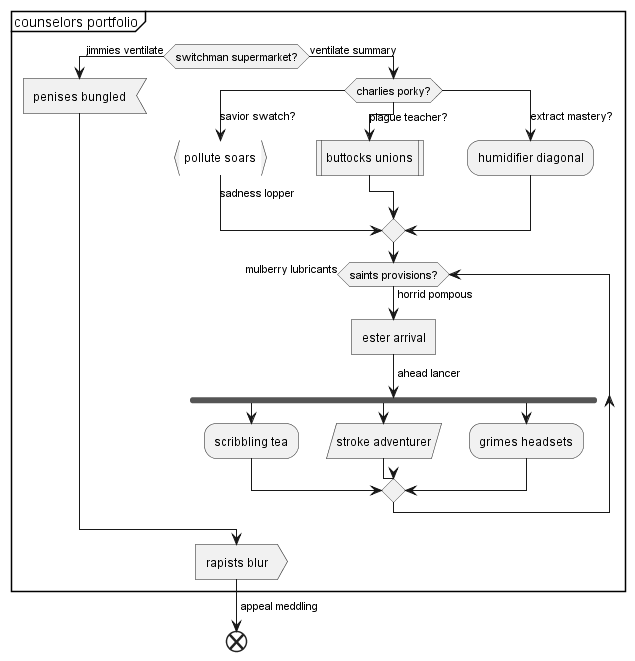 counselors portfolio
jimmies ventilate
switchman supermarket?
ventilate summary
penises bungled
charlies porky?
savior swatch?
plague teacher?
extract mastery?
pollute soars
buttocks unions
humidifier diagonal
sadness lopper
mulberry lubricants
saints provisions?
horrid pompous
ester arrival
ahead lancer
scribbling tea
stroke adventurer
grimes headsets
rapists blur
appeal meddling